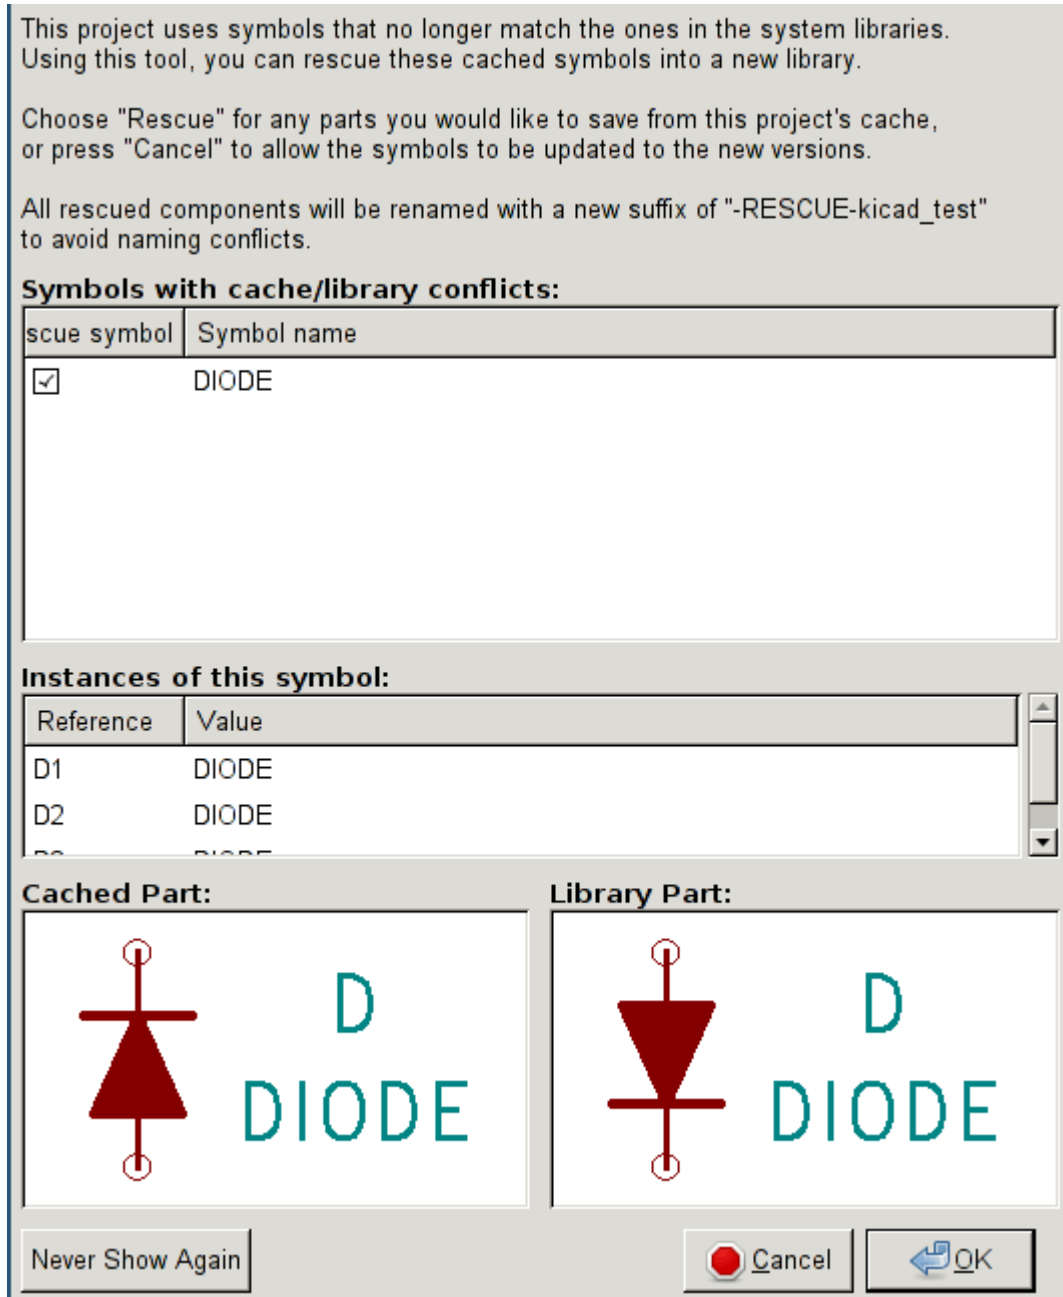 This project uses symbols that no longer match the ones in the system libraries.
Using this tool, you can rescue these cached symbols into a new library.
Choose "Rescue" for any parts you would like to save from this project's cache,
or press "Cancel" to allow the symbols to be updated to the new versions.
All rescued components will be renamed with a new suffix of "-RESCUE-kicad_test"
to avoid naming conflicts.
Symbols with cache/library conflicts:
scue symbol Symbol name
DIODE
Instances of this symbol:
Reference Value
D1 DIODE
D2 DIODE
Cached Part: Library Part:
D D
DIODE DIODE
Never Show Again Cancel OK